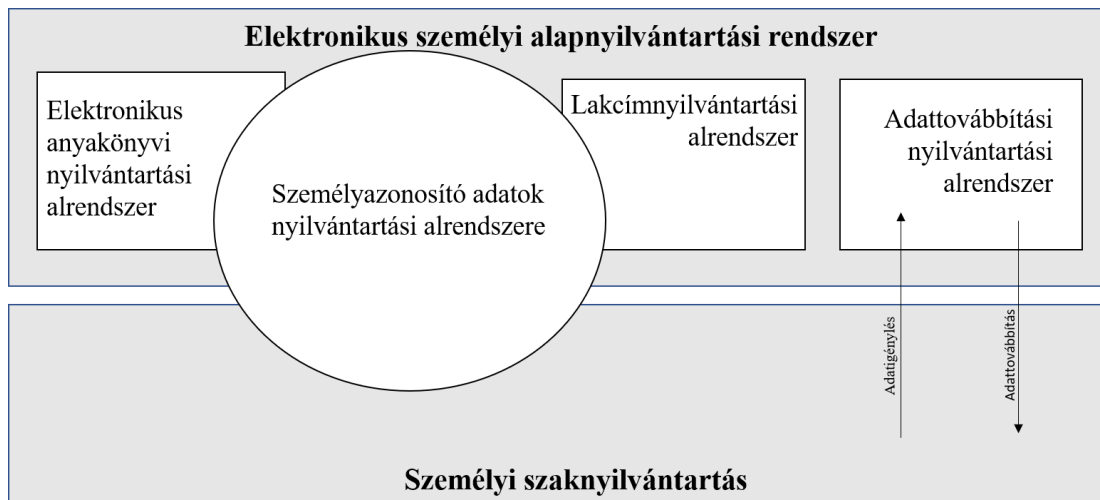 Elektronikus személyi alapnyilvántartási rendszer
Elektronikus
anyakönyvi
nyilvántartási
alrendszer
Személyazonosító adatok
nyilvántartási alrendszere
Lakcímnyilvántartási
alrendszer
Adattovábbítási
nyilvántartási
alrendszer
Adatigénylés
Adattovábbítás
Személyi szaknyilvántartás